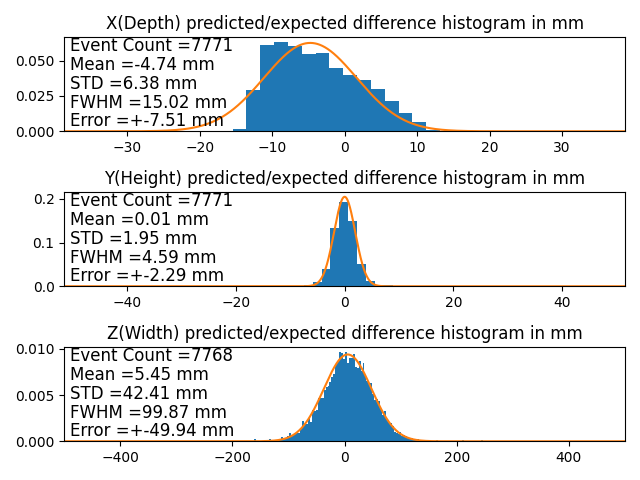 X(Depth) predicted/expected difference histogram in mm
Event Count =7771
Mean =-4.74 mm
STD =6.38 mm
FWHM =15.02 mm
Error =+-7.51 mm
0.050
0.025
0.000
−30 −20 −10 0 10 20 30
Y(Height) predicted/expected difference histogram in mm
Event Count =7771
Mean =0.01 mm
STD =1.95 mm
FWHM =4.59 mm
Error =+-2.29 mm
0.2
0.1
0.0
−40 −20 0 20 40
Z(Width) predicted/expected difference histogram in mm
Event Count =7768
Mean =5.45 mm
STD =42.41 mm
FWHM =99.87 mm
Error =+-49.94 mm
0.010
0.005
0.000
−400 −200 0 200 400